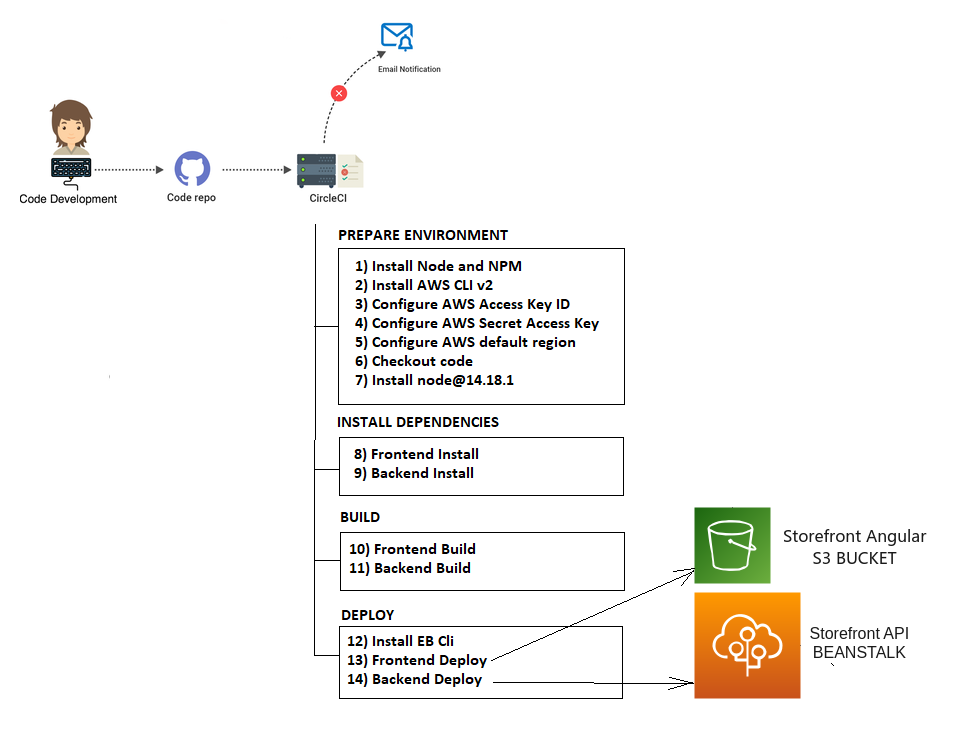 Email Notification
Code Development
Code repo
CircleCI
PREPARE ENVIRONMENT
1) Install Node and NPM
2) Install AWS CLI v2
3) Configure AWS Access Key ID
4) Configure AWS Secret Access Key
5) Configure AWS default region
6) Checkout code
7) Install node@14.18.1
INSTALL DEPENDENCIES
8) Frontend Install
9) Backend Install
BUILD
10) Frontend Build
11) Backend Build
DEPLOY
12) Install EB Cli
13) Frontend Deploy
14) Backend Deploy
Storefront Angular
S3 BUCKET
Storefront API
BEANSTALK